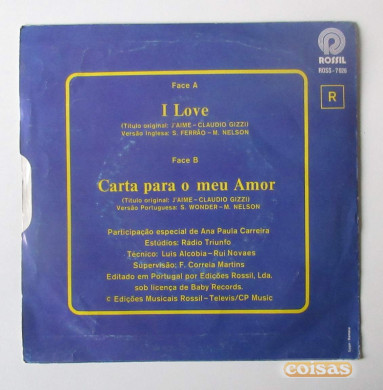 ROSSIL
ROSS-7109
R
Face A
I Love
(Título original: J'AIME – CLAUDIO GIZZI)
Versão Inglesa: S. FERRÃO – M. NELSON
Face B
Carta para o meu Amor
(Título original: J'AIME – CLAUDIO GIZZI)
Versão Portuguesa: S. WONDER – M. NELSON
Participação especial de Ana Paula Carreira
Estúdios: Rádio Triunfo
Técnico: Luis Alcobia – Rui Novaes
Supervisão: F. Correia Martins
Editado em Portugal por Edições Rossil, Lda.
sob licença de Baby Records.
© Edições Musicais Rossil – Televis/CP Music
coisas